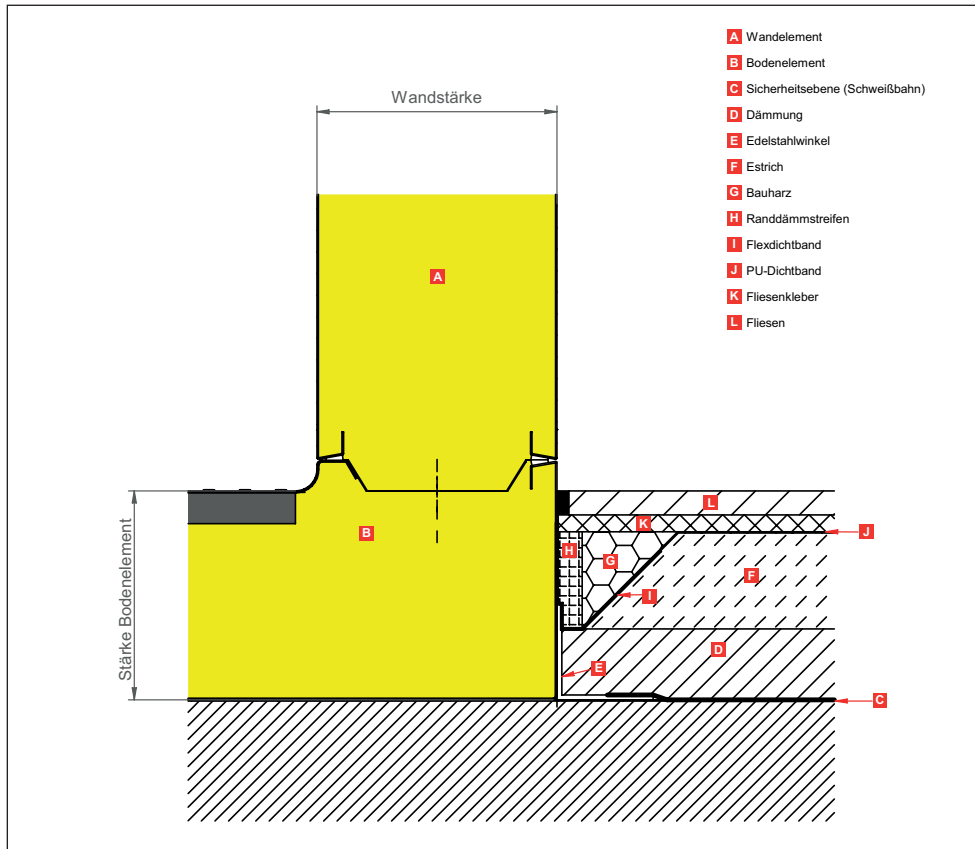 A Wandelement
B Bodenelement
C Sicherheitsebene (Schweißbahn)
D Dämmung
E Edelstahlwinkel
F Estrich
G Bauharz
H Randdämmstreifen
I Flexdichtband
J PU-Dichtband
K Fliesenkleber
L Fliesen
Wandstärke
A
Stärke Bodenelement
B
L
K
J
H
G
F
I
D
E
C